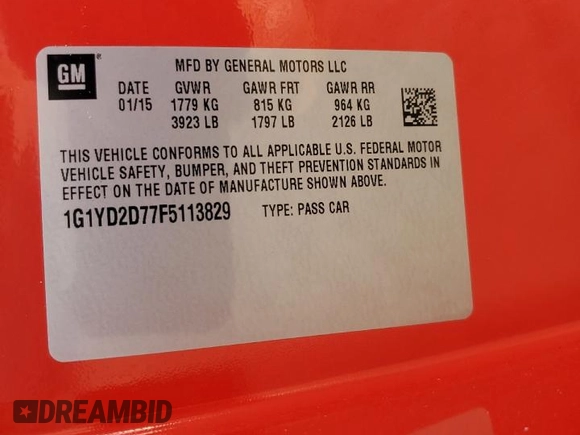 GM
MFD BY GENERAL MOTORS LLC
DATE GVWR GAWR FRT GAWR RR
01/15 1779 KG 815 KG 964 KG
3923 LB 1797 LB 2126 LB
THIS VEHICLE CONFORMS TO ALL APPLICABLE U.S. FEDERAL MOTOR
VEHICLE SAFETY, BUMPER, AND THEFT PREVENTION STANDARDS IN
EFFECT ON THE DATE OF MANUFACTURE SHOWN ABOVE.
1G1YD2D77F5113829 TYPE: PASS CAR
DREAMBID